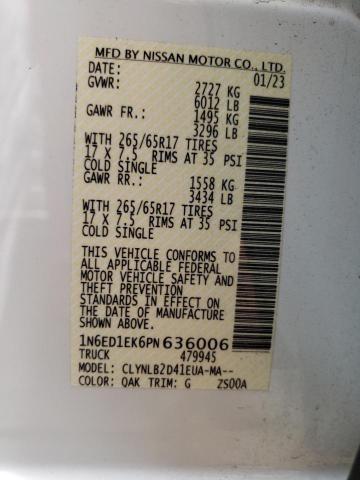 MFD BY NISSAN MOTOR CO., LTD.
DATE: 01/23
GVWR: 2727 KG
6012 LB
GAWR FR.: 1495 KG
3296 LB
WITH 265/65R17 TIRES
17 X 7.5 RIMS AT 35 PSI
COLD SINGLE
GAWR RR.: 1558 KG
3434 LB
WITH 265/65R17 TIRES
17 X 7.5 RIMS AT 35 PSI
COLD SINGLE
THIS VEHICLE CONFORMS TO
ALL APPLICABLE FEDERAL
MOTOR VEHICLE SAFETY AND
THEFT PREVENTION
STANDARDS IN EFFECT ON
THE DATE OF MANUFACTURE
SHOWN ABOVE.
1N6ED1EK6PN636006
TRUCK 479945
MODEL: CLYNLB2D41EUA-MA--
COLOR: QAK TRIM: G ZS00A